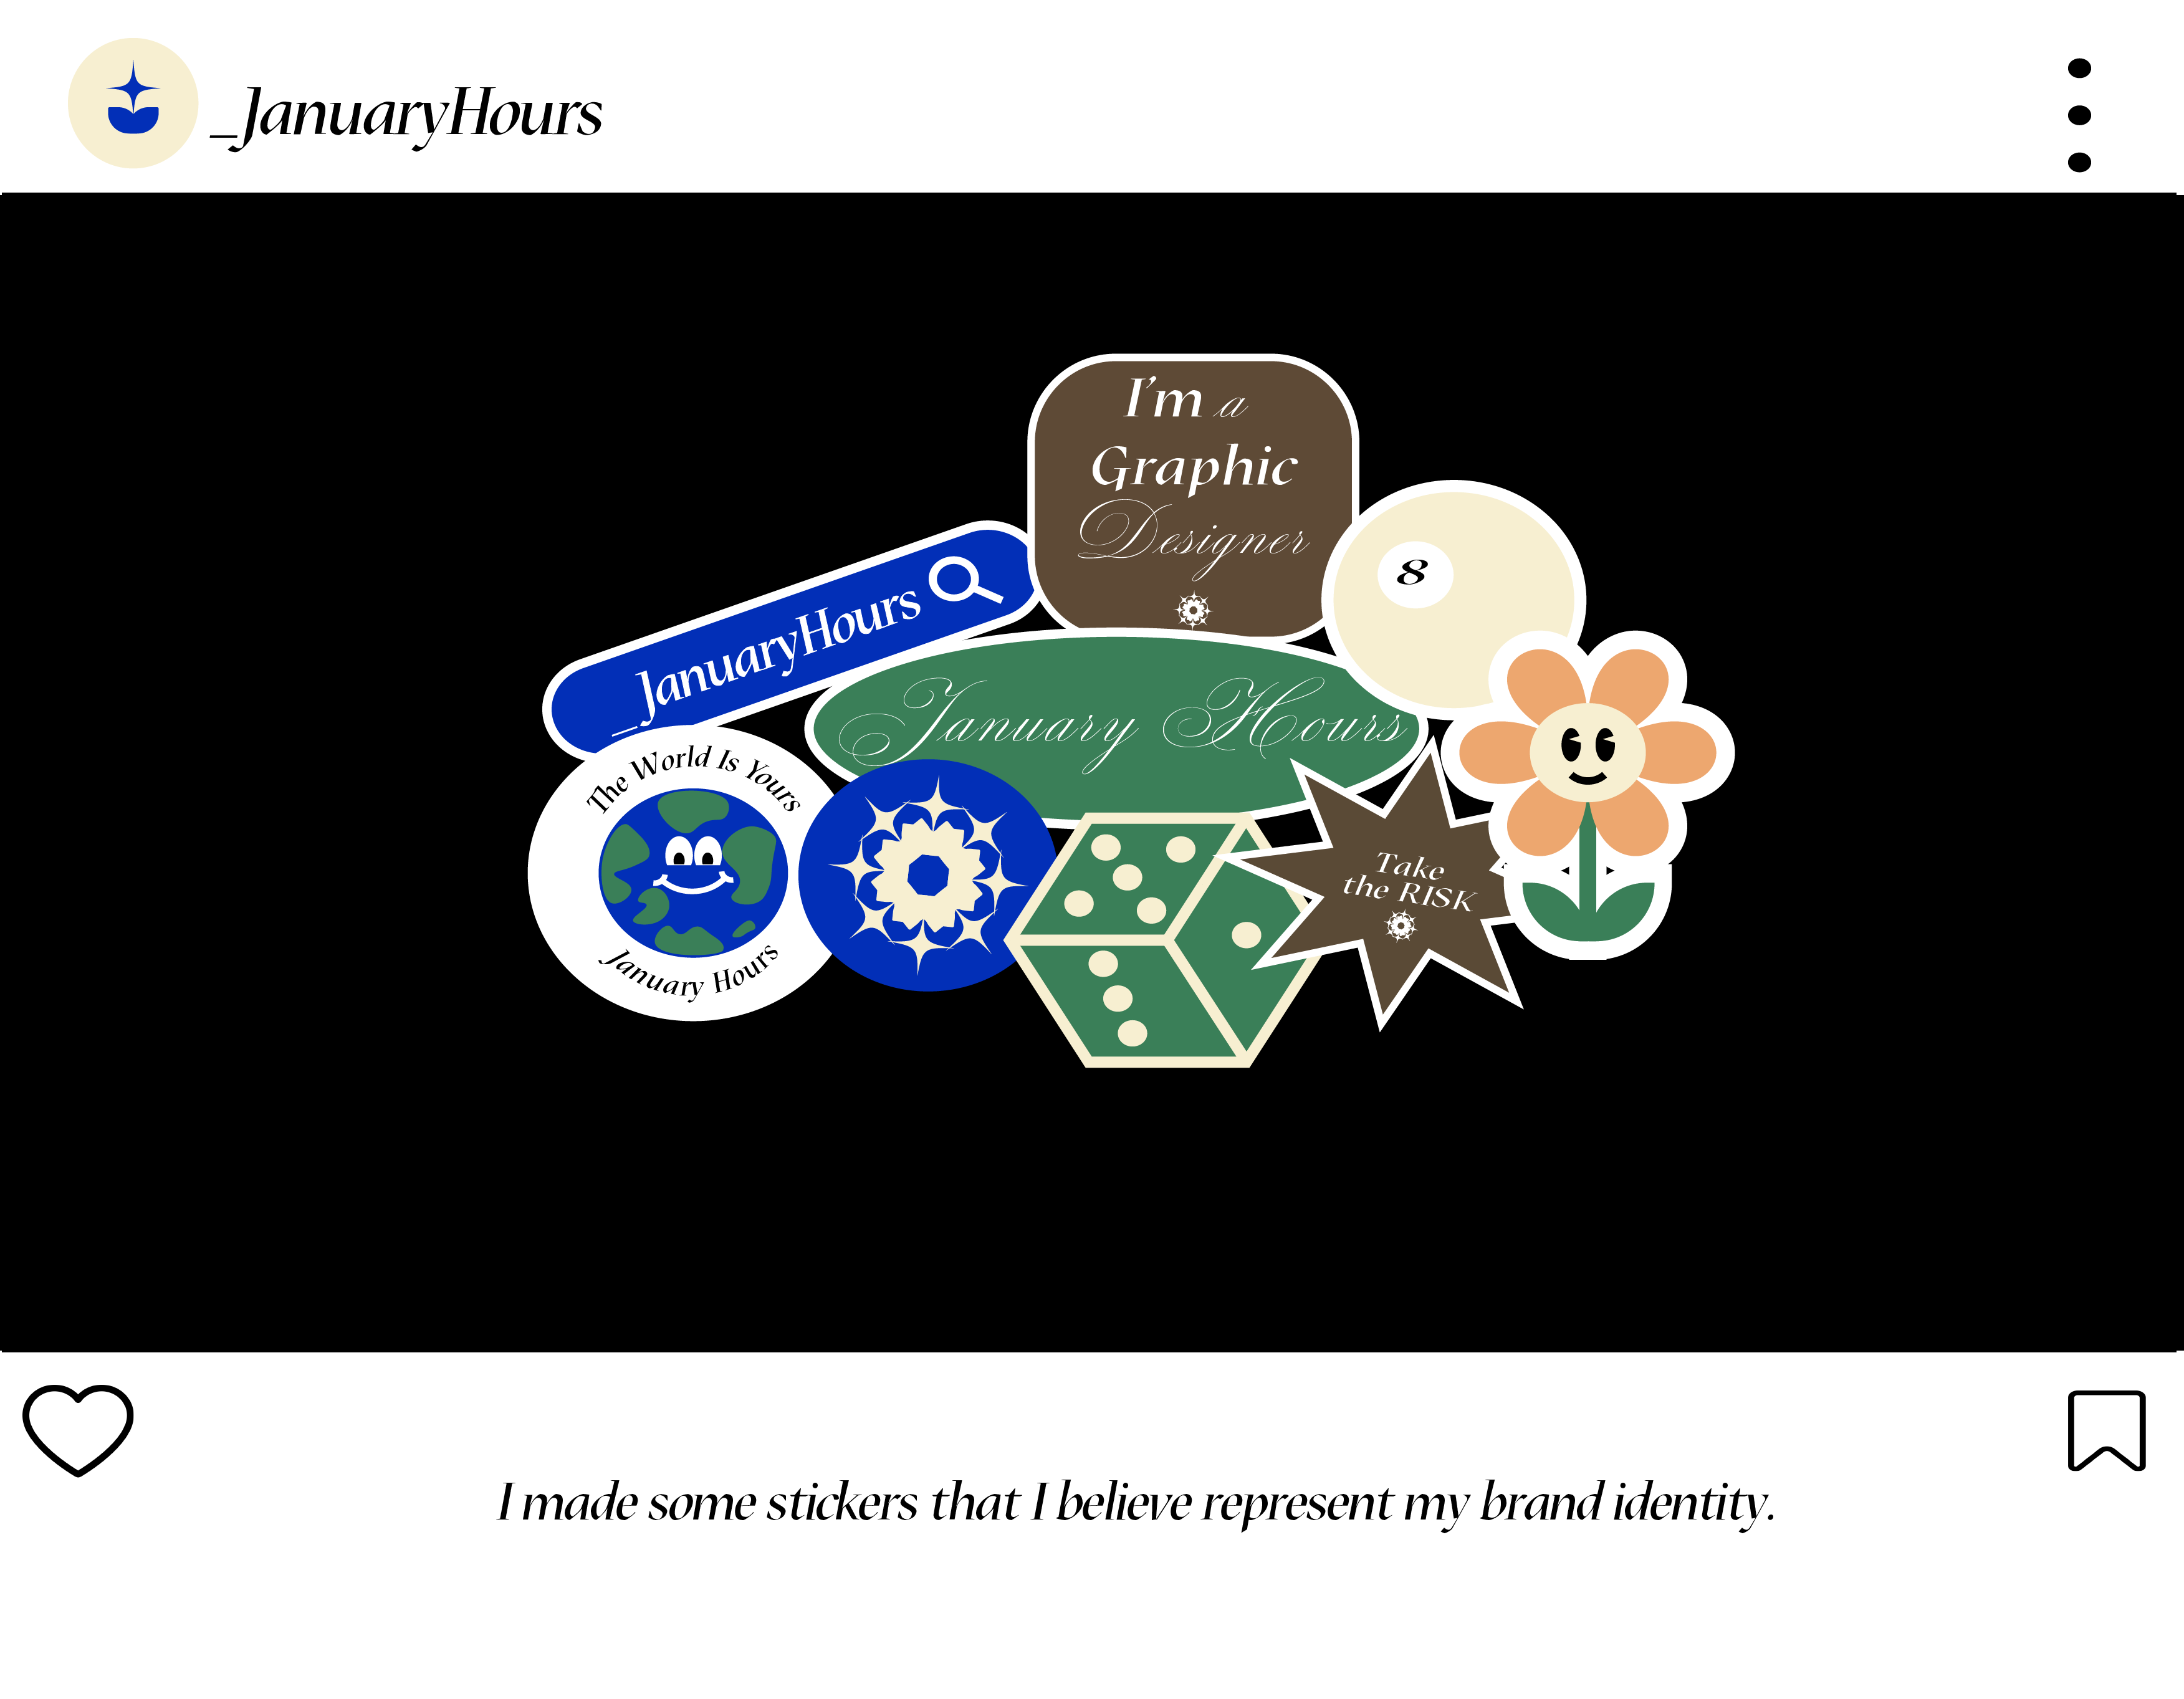 _JanuaryHours
I'm a
Graphic
Designer
8
_JanuaryHours
January Hours
The World Is Yours
January Hours
Take
the RISK
I made some stickers that I believe represent my brand identity.